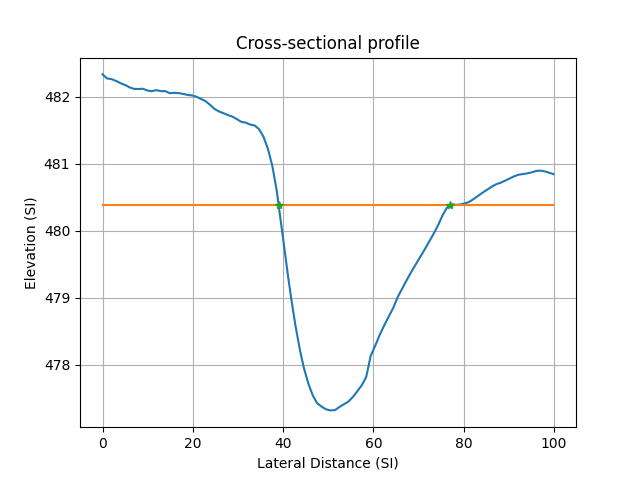 Cross-sectional profile
Elevation (SI)
482
481
480
479
478
0 20 40 60 80 100
Lateral Distance (SI)